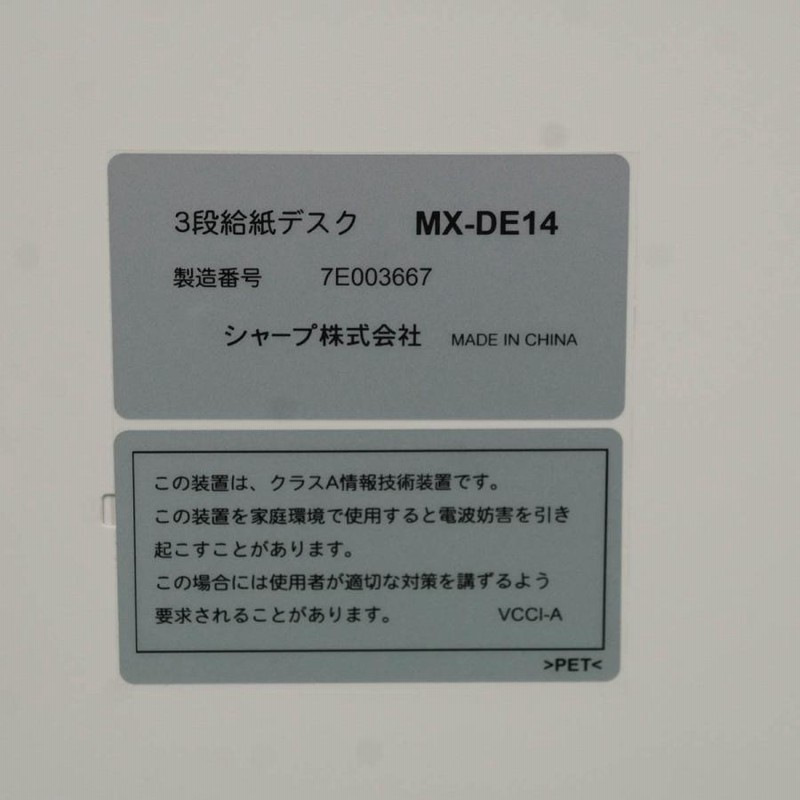 3段給紙デスク MX-DE14
製造番号 7E003667
シャープ株式会社 MADE IN CHINA
この装置は、クラスA情報技術装置です。
この装置を家庭環境で使用すると電波妨害を引き
起こすことがあります。
この場合には使用者が適切な対策を講ずるよう
要求されることがあります。 VCCI-A
>PET<